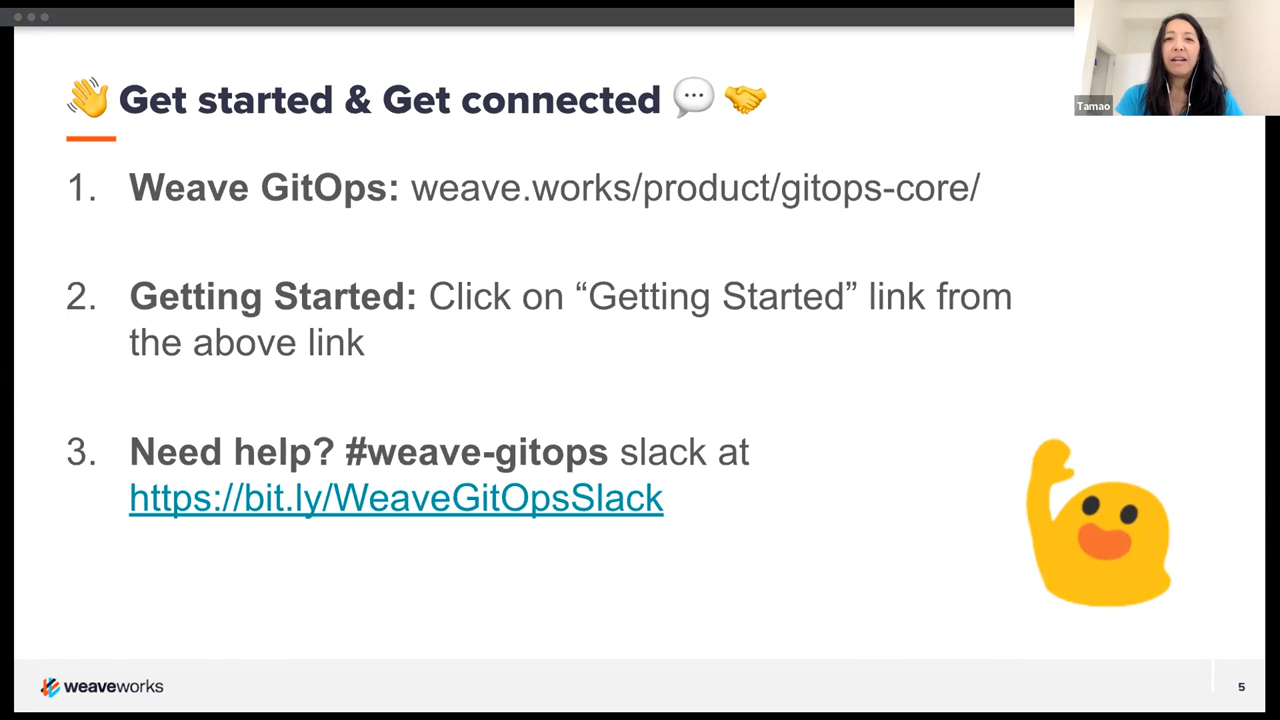 👋 Get started & Get connected 💬 🤝
Tamao
1. Weave GitOps: weave.works/product/gitops-core/
2. Getting Started: Click on “Getting Started” link from
the above link
3. Need help? #weave-gitops slack at
https://bit.ly/WeaveGitOpsSlack
weaveworks
5